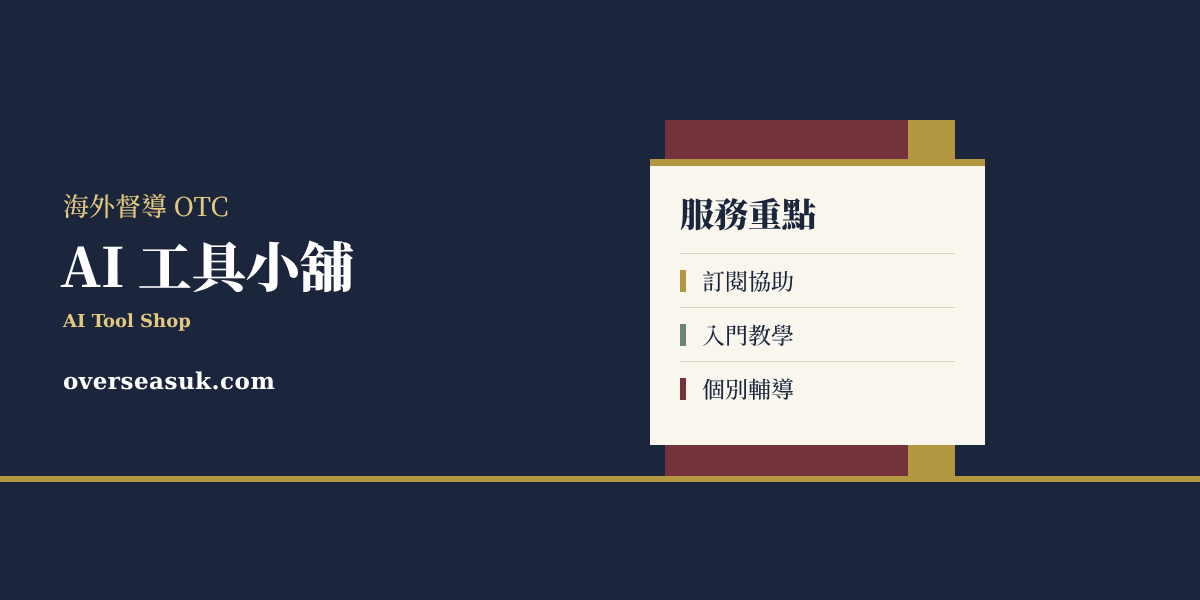 海外督導 OTC
AI 工具小舖
AI Tool Shop
overseasuk.com
服務重點
訂閱協助
入門教學
個別輔導